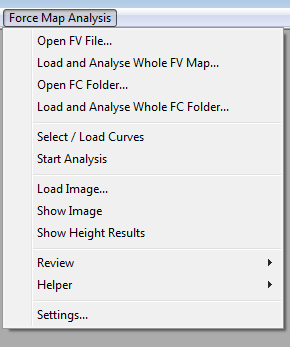 Force Map Analysis
Open FV File...
Load and Analyse Whole FV Map...
Open FC Folder...
Load and Analyse Whole FC Folder...
Select / Load Curves
Start Analysis
Load Image...
Show Image
Show Height Results
Review
Helper
Settings...